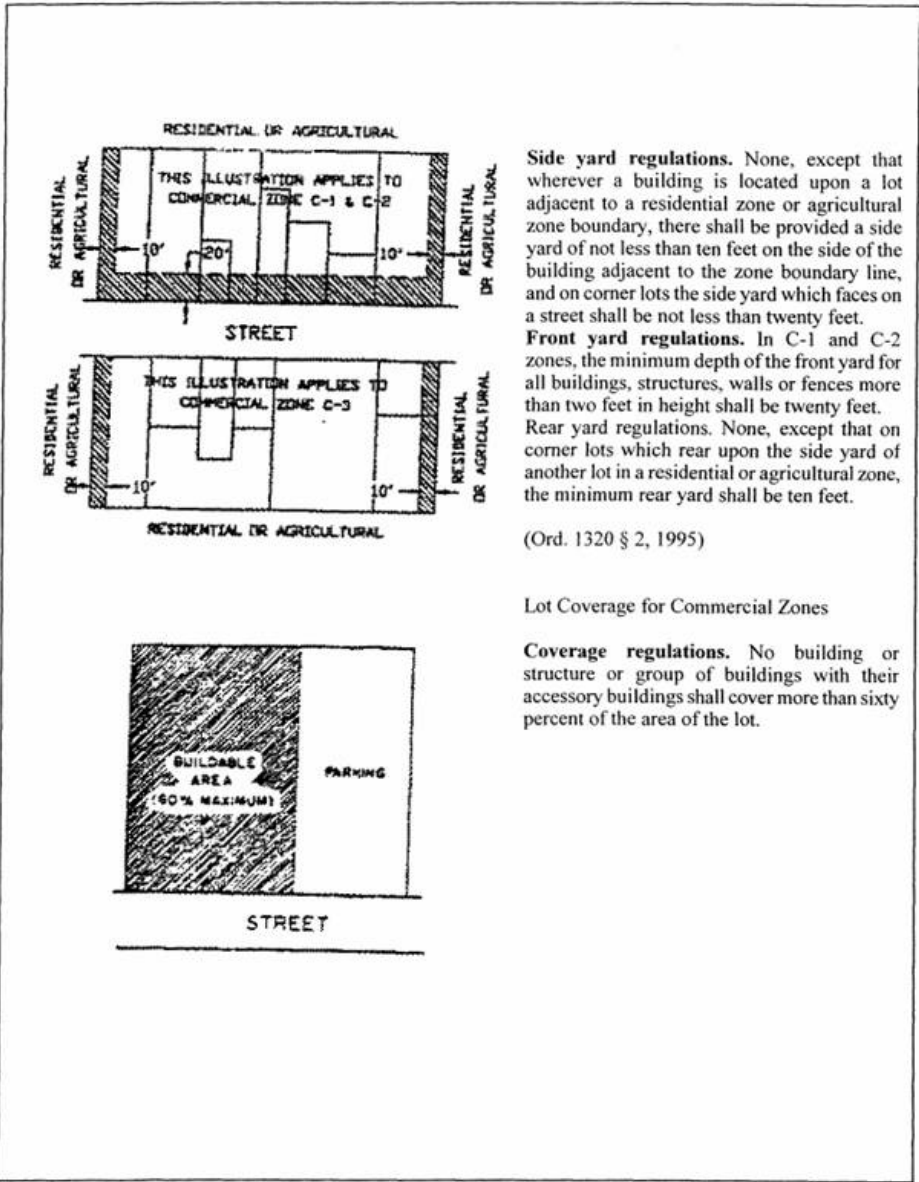 RESIDENTIAL OR AGRICULTURAL
RESIDENTIAL
OR AGRICULTURAL
THIS ILLUSTRATION APPLIES TO
COMMERCIAL ZONE C-1 & C-2
10'
20'
10'
RESIDENTIAL
OR AGRICULTURAL
STREET
RESIDENTIAL
OR AGRICULTURAL
THIS ILLUSTRATION APPLIES TO
COMMERCIAL ZONE C-3
10'
10'
RESIDENTIAL
OR AGRICULTURAL
RESIDENTIAL OR AGRICULTURAL
BUILDABLE
AREA
(60% MAXIMUM)
PARKING
STREET
Side yard regulations. None, except that
wherever a building is located upon a lot
adjacent to a residential zone or agricultural
zone boundary, there shall be provided a side
yard of not less than ten feet on the side of the
building adjacent to the zone boundary line,
and on corner lots the side yard which faces on
a street shall be not less than twenty feet.
Front yard regulations. In C-1 and C-2
zones, the minimum depth of the front yard for
all buildings, structures, walls or fences more
than two feet in height shall be twenty feet.
Rear yard regulations. None, except that on
corner lots which rear upon the side yard of
another lot in a residential or agricultural zone,
the minimum rear yard shall be ten feet.
(Ord. 1320 § 2, 1995)
Lot Coverage for Commercial Zones
Coverage regulations. No building or
structure or group of buildings with their
accessory buildings shall cover more than sixty
percent of the area of the lot.